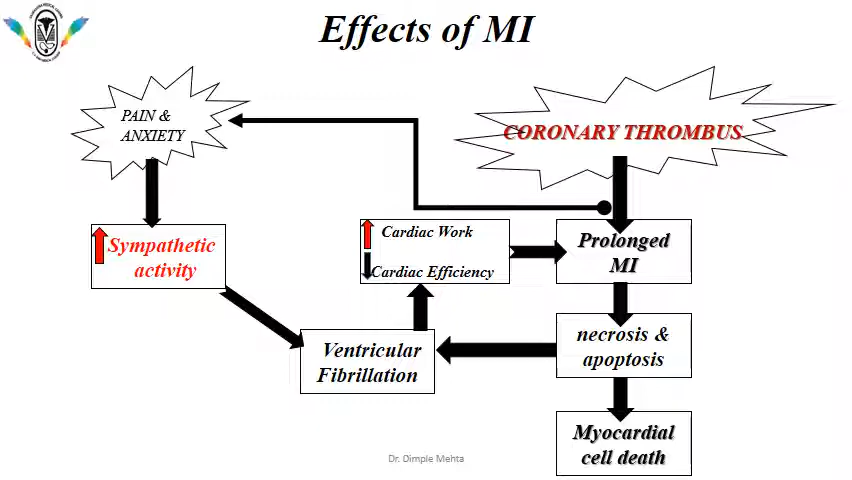 Effects of MI
PAIN &
ANXIETY
CORONARY THROMBUS
Sympathetic
activity
Cardiac Work
Cardiac Efficiency
Prolonged
MI
Ventricular
Fibrillation
necrosis &
apoptosis
Myocardial
cell death
Dr. Dimple Mehta